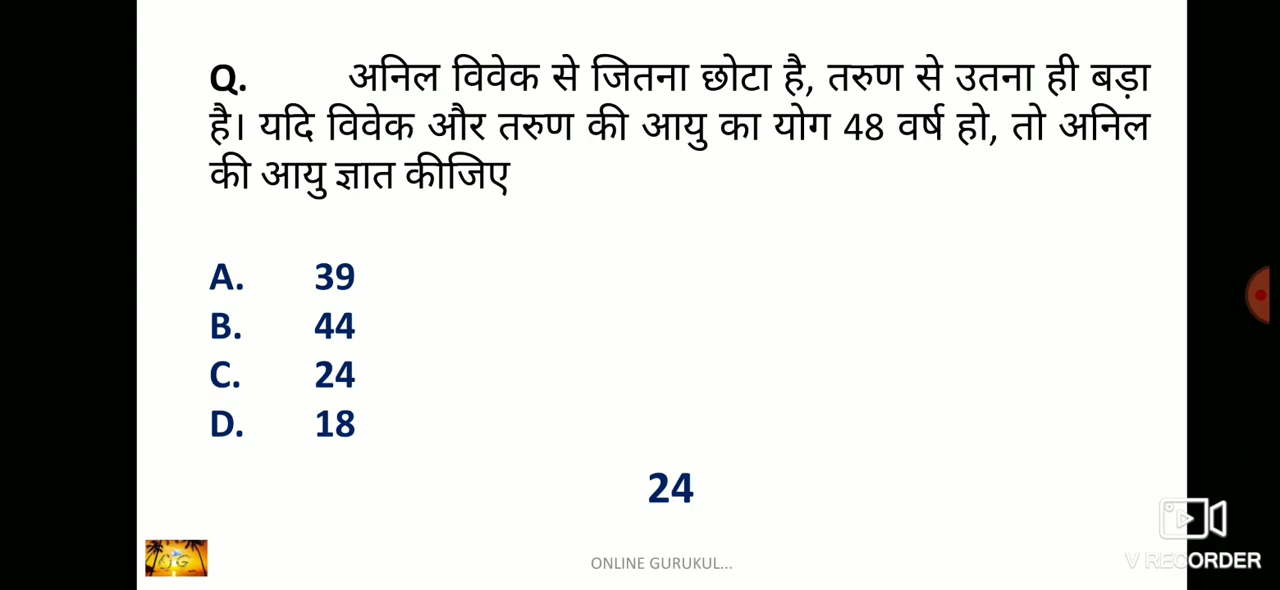 Q. अनिल विवेक से जितना छोटा है, तरुण से उतना ही बड़ा
है। यदि विवेक और तरुण की आयु का योग 48 वर्ष हो, तो अनिल
की आयु ज्ञात कीजिए
A. 39
B. 44
C. 24
D. 18
24
ONLINE GURUKUL...
V RECORDER